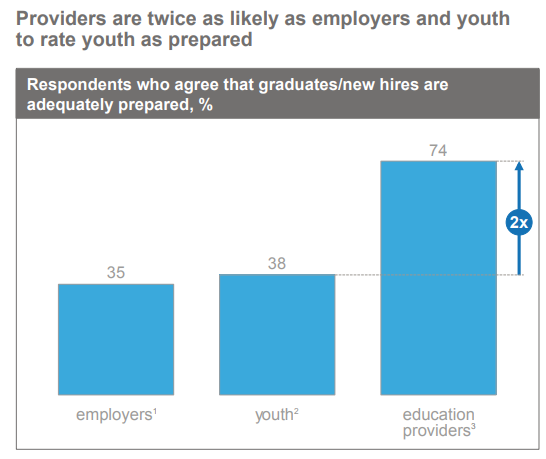 Providers are twice as likely as employers and youth
to rate youth as prepared
Respondents who agree that graduates/new hires are
adequately prepared, %
74
2x
38
35
employers¹
youth²
education
providers³